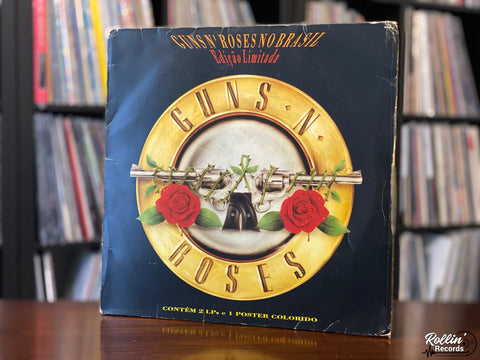 GUNS N' ROSES NO BRASIL
Edição Limitada
GUNS · N ·
ROSES
CONTÉM 2 LPs e 1 POSTER COLORIDO
Rollin'
Records